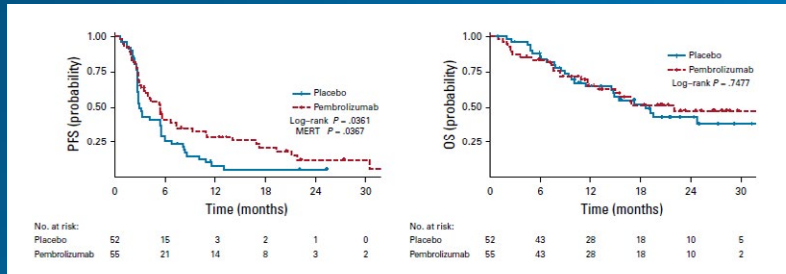 PFS (probability)
1.00
0.75
0.50
0.25
Placebo
Pembrolizumab
Log-rank P = .0361
MERT P = .0367
0 6 12 18 24 30
Time (months)
No. at risk:
Placebo 52 15 3 2 1 0
Pembrolizumab 55 21 14 8 3 2
OS (probability)
1.00
0.75
0.50
0.25
Placebo
Pembrolizumab
Log-rank P = .7477
0 6 12 18 24 30
Time (months)
No. at risk:
Placebo 52 43 28 18 10 5
Pembrolizumab 55 43 28 18 10 2